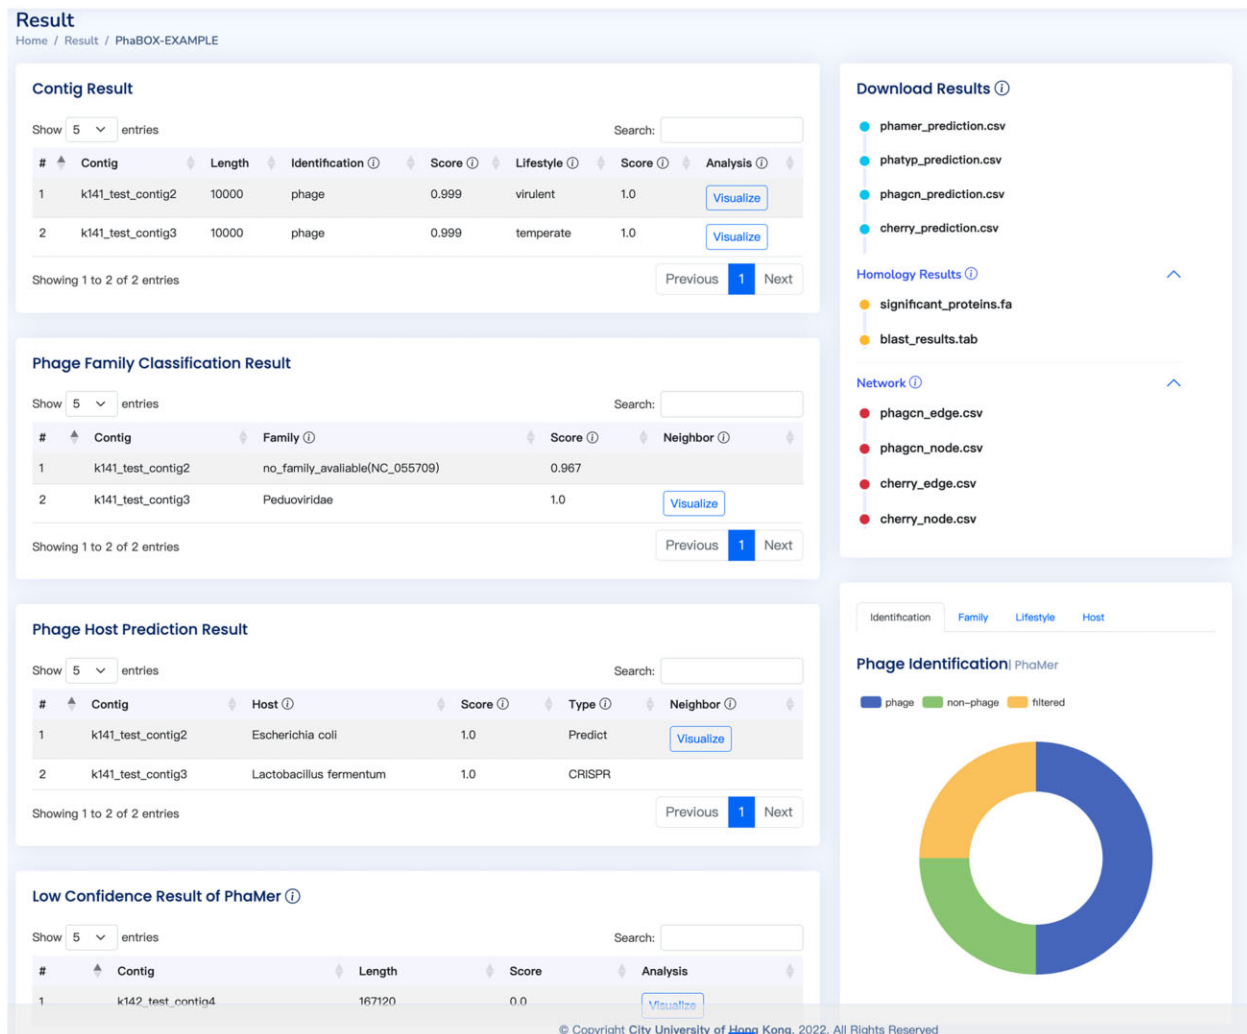 Result
Home / Result / PhaBOX-EXAMPLE
Contig Result
Show 5 entries Search:
# Contig Length Identification Score Lifestyle Score Analysis
1 k141_test_contig2 10000 phage 0.999 virulent 1.0 Visualize
2 k141_test_contig3 10000 phage 0.999 temperate 1.0 Visualize
Showing 1 to 2 of 2 entries Previous 1 Next
Phage Family Classification Result
Show 5 entries Search:
# Contig Family Score Neighbor
1 k141_test_contig2 no_family_avaliable(NC_055709) 0.967
2 k141_test_contig3 Peduoviridae 1.0 Visualize
Showing 1 to 2 of 2 entries Previous 1 Next
Phage Host Prediction Result
Show 5 entries Search:
# Contig Host Score Type Neighbor
1 k141_test_contig2 Escherichia coli 1.0 Predict Visualize
2 k141_test_contig3 Lactobacillus fermentum 1.0 CRISPR
Showing 1 to 2 of 2 entries Previous 1 Next
Low Confidence Result of PhaMer
Show 5 entries Search:
# Contig Length Score Analysis
1 k142_test_contig4 167120 0.0 Visualize
Download Results
phamer_prediction.csv
phatyp_prediction.csv
phagcn_prediction.csv
cherry_prediction.csv
Homology Results
significant_proteins.fa
blast_results.tab
Network
phagcn_edge.csv
phagcn_node.csv
cherry_edge.csv
cherry_node.csv
Identification Family Lifestyle Host
Phage Identification| PhaMer
phage non-phage filtered
© Copyright City University of Hong Kong. 2022. All Rights Reserved